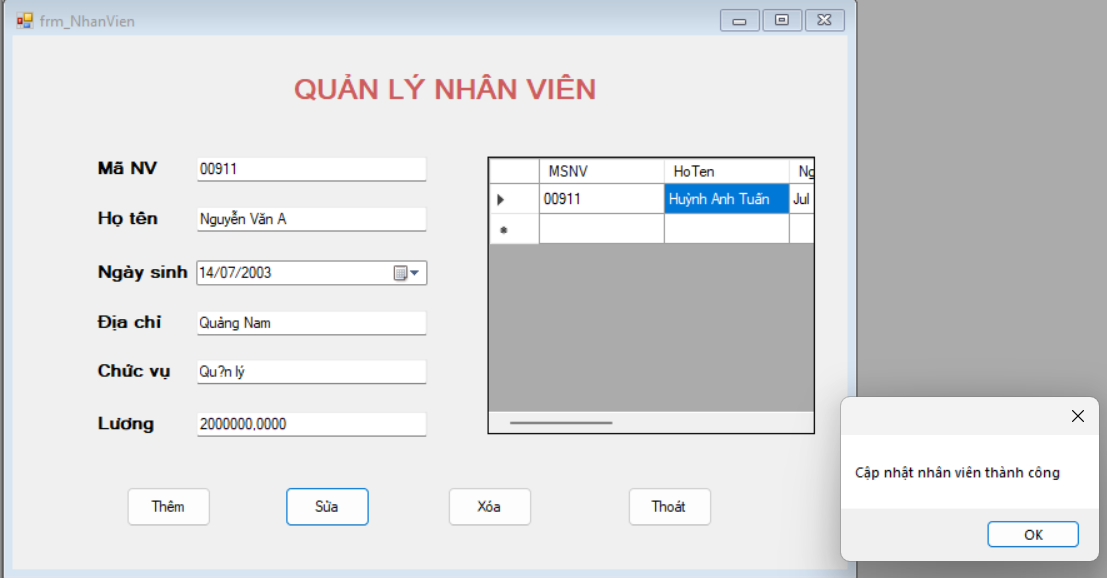 frm_NhanVien
QUẢN LÝ NHÂN VIÊN
Mã NV 00911
Họ tên Nguyễn Văn A
Ngày sinh 14/07/2003
Địa chỉ Quảng Nam
Chức vụ Qu?n lý
Lương 2000000,0000
MSNV HoTen Ng
00911 Huỳnh Anh Tuấn Jul
Thêm Sửa Xóa Thoát
Cập nhật nhân viên thành công
OK